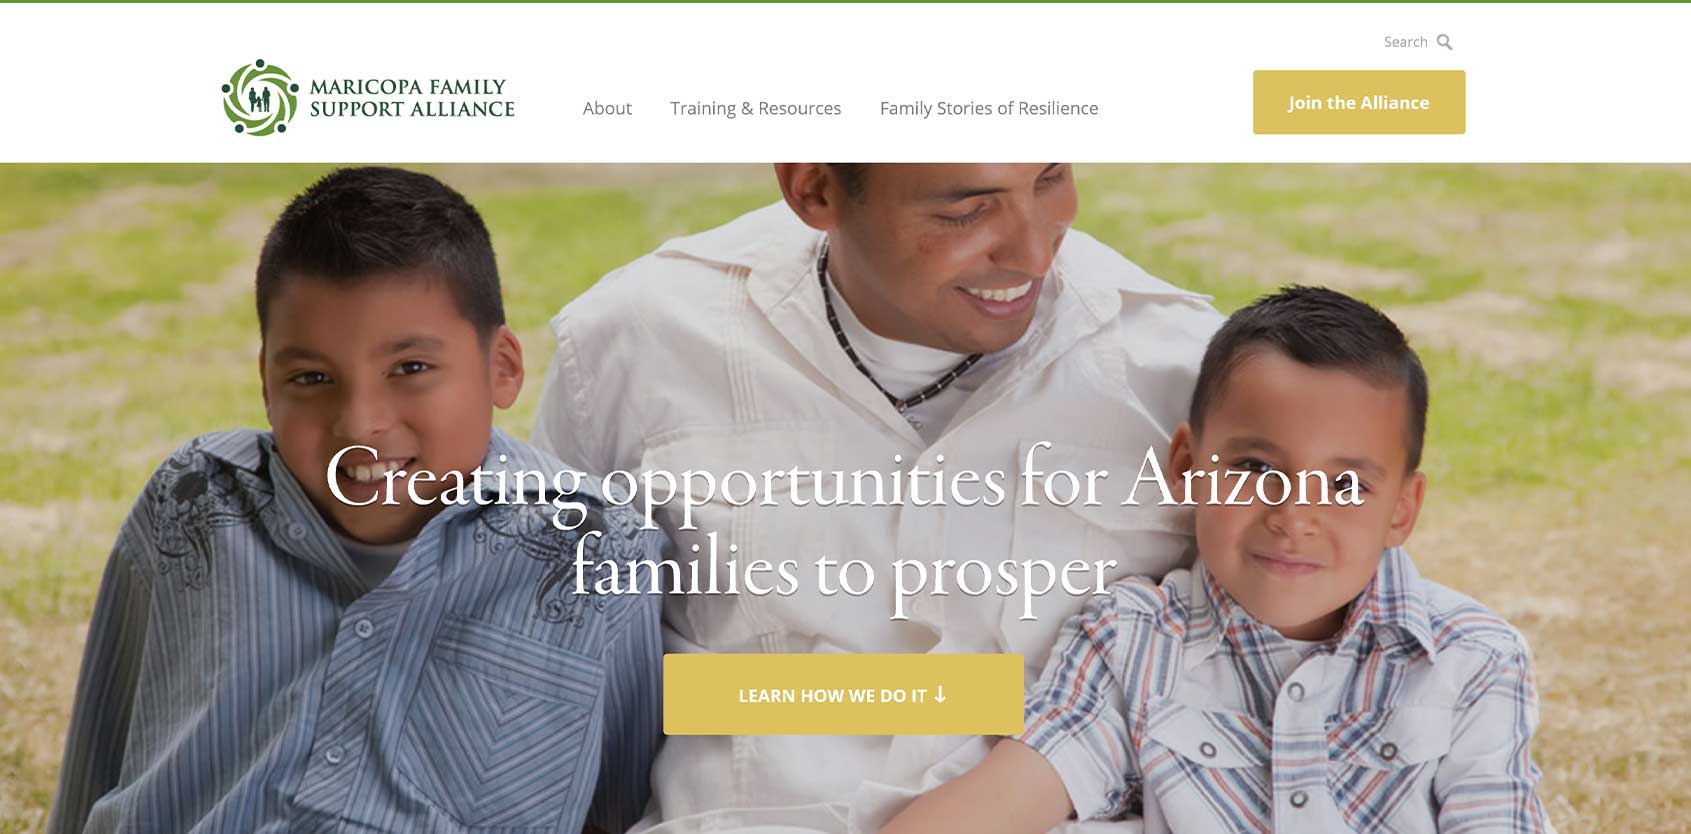 Search
MARICOPA FAMILY
SUPPORT ALLIANCE
About
Training & Resources
Family Stories of Resilience
Join the Alliance
Creating opportunities for Arizona
families to prosper
LEARN HOW WE DO IT ↓